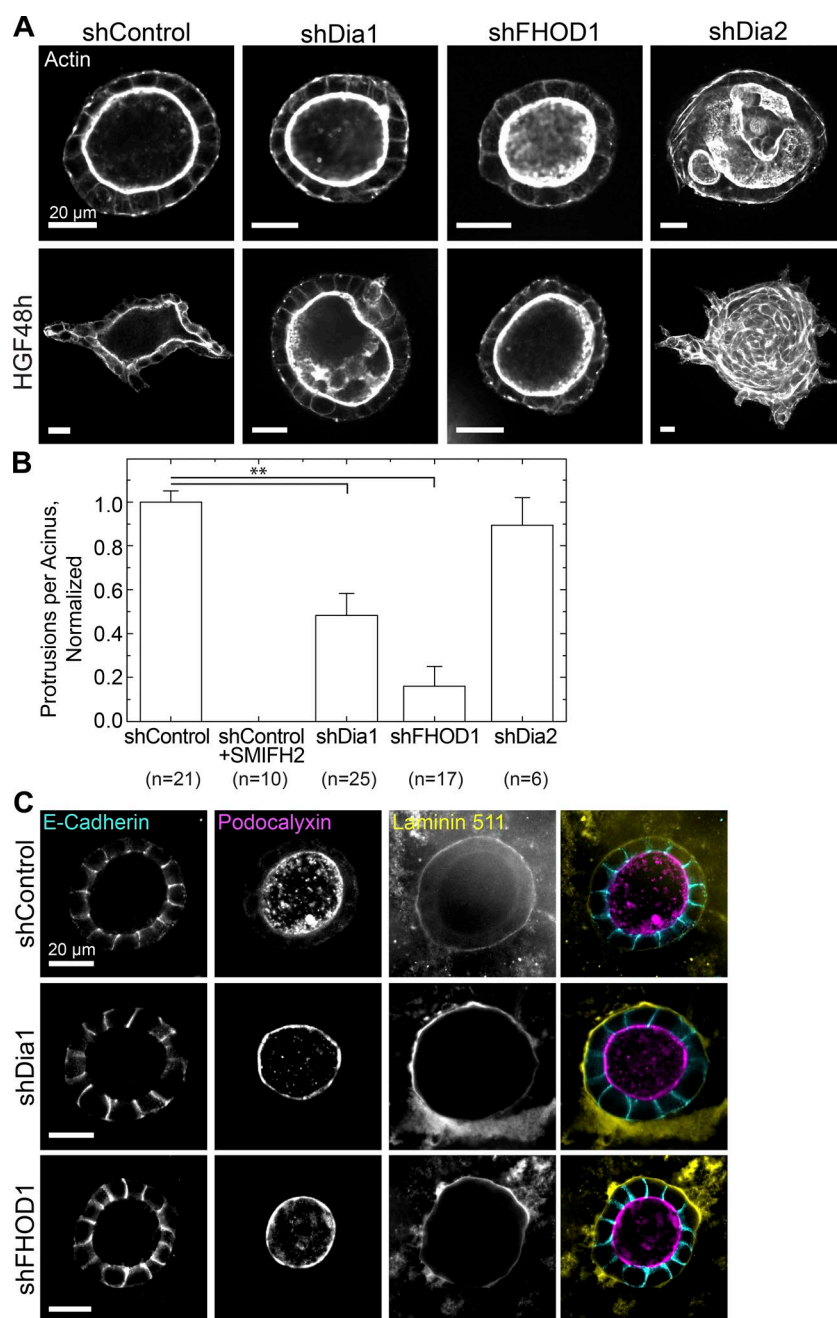 A
shControl shDia1 shFHOD1 shDia2
Actin
20 µm
HGF48h
B
Protrusions per Acinus,
Normalized
**
1.0
0.8
0.6
0.4
0.2
0.0
shControl shControl shDia1 shFHOD1 shDia2
+SMIFH2
(n=21) (n=10) (n=25) (n=17) (n=6)
C
E-Cadherin Podocalyxin Laminin 511
shControl
20 µm
shDia1
shFHOD1